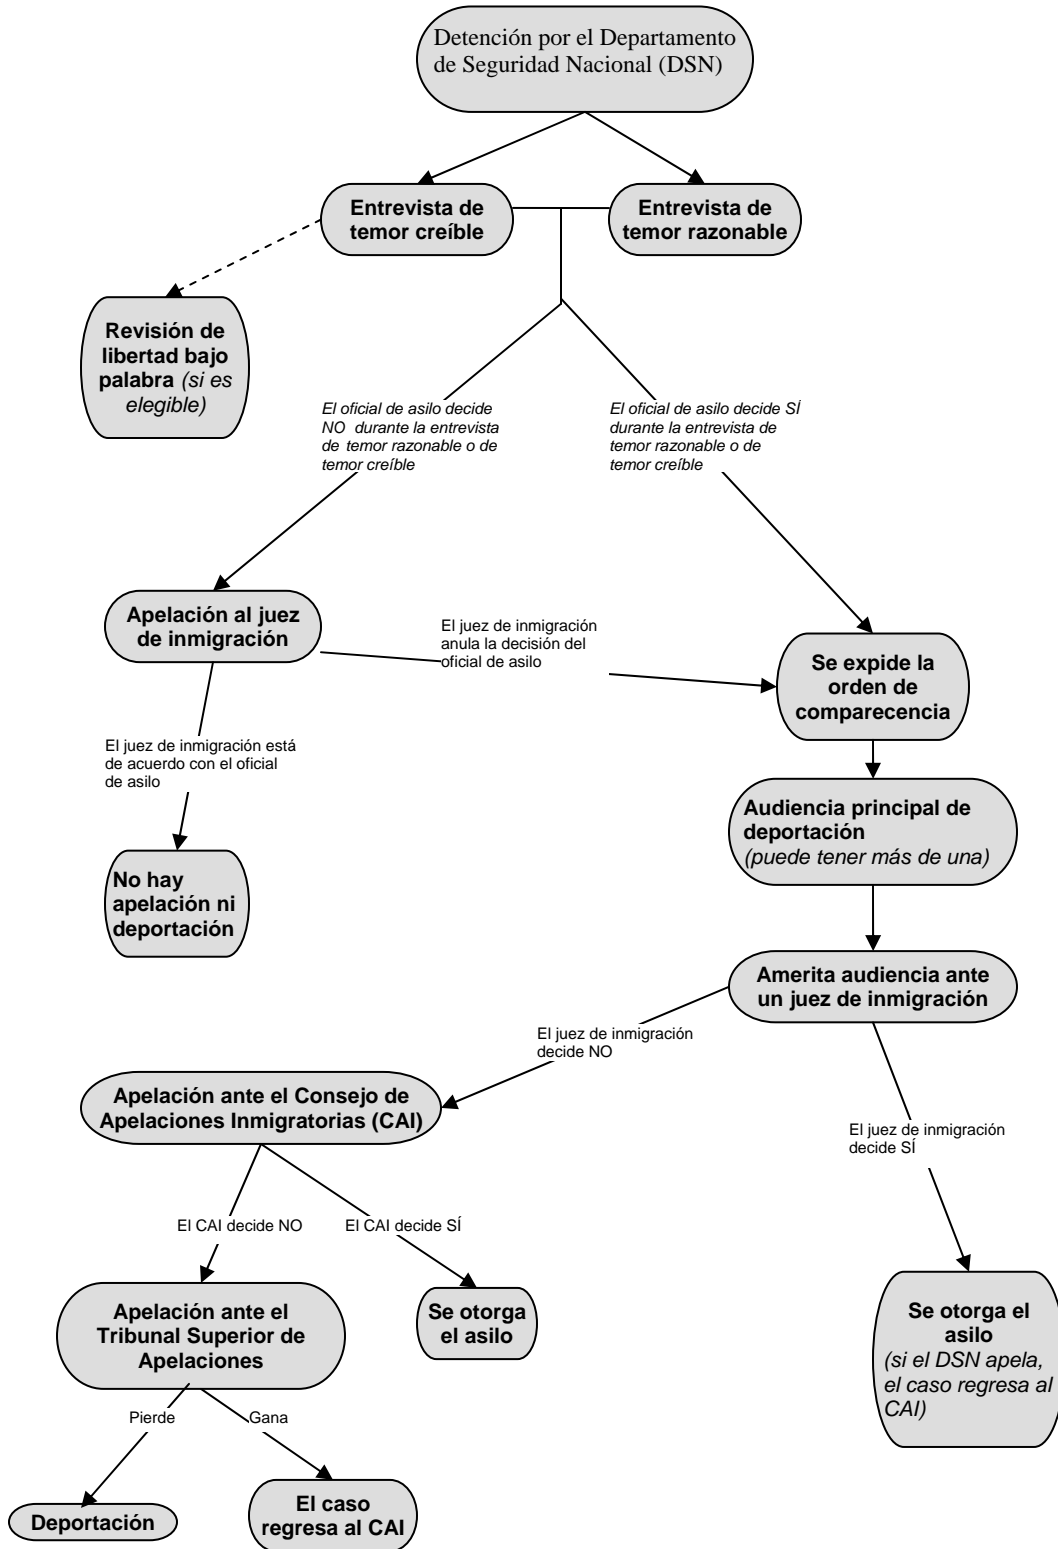 Detención por el Departamento
de Seguridad Nacional (DSN)
Entrevista de
temor creíble
Entrevista de
temor razonable
Revisión de
libertad bajo
palabra (si es
elegible)
El oficial de asilo decide
NO durante la entrevista
de temor razonable o de
temor creíble
El oficial de asilo decide SÍ
durante la entrevista de
temor razonable o de
temor creíble
Apelación al juez
de inmigración
El juez de inmigración
anula la decisión del
oficial de asilo
Se expide la
orden de
comparecencia
El juez de inmigración está
de acuerdo con el oficial
de asilo
Audiencia principal de
deportación
(puede tener más de una)
No hay
apelación ni
deportación
Amerita audiencia ante
un juez de inmigración
El juez de inmigración
decide NO
Apelación ante el Consejo de
Apelaciones Inmigratorias (CAI)
El juez de inmigración
decide SÍ
El CAI decide NO
El CAI decide SÍ
Apelación ante el
Tribunal Superior de
Apelaciones
Se otorga
el asilo
Se otorga el
asilo
(si el DSN apela,
el caso regresa al
CAI)
Pierde
Gana
Deportación
El caso
regresa al CAI